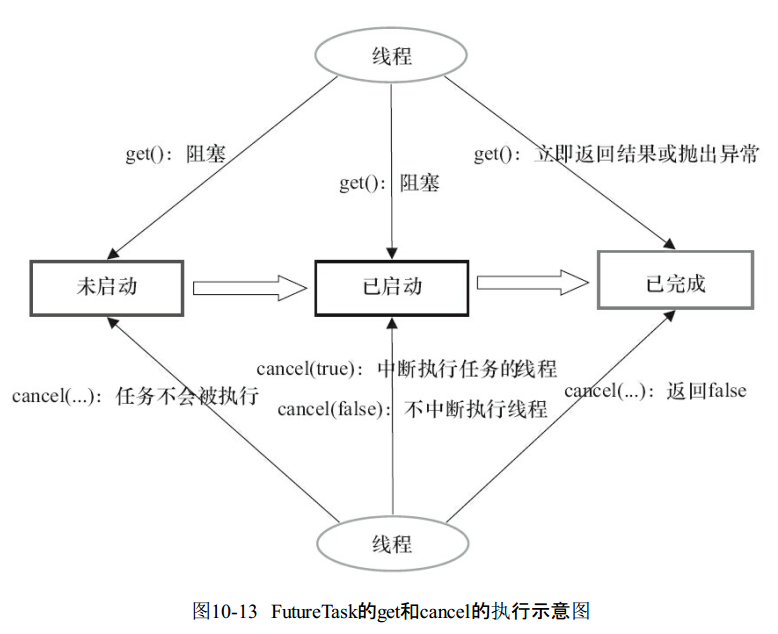 线程
get()：阻塞
get()：阻塞
get()：立即返回结果或抛出异常
未启动
已启动
已完成
cancel(true)：中断执行任务的线程
cancel(...)：任务不会被执行
cancel(false)：不中断执行线程
cancel(...)：返回false
线程
图10-13 FutureTask的get和cancel的执行示意图